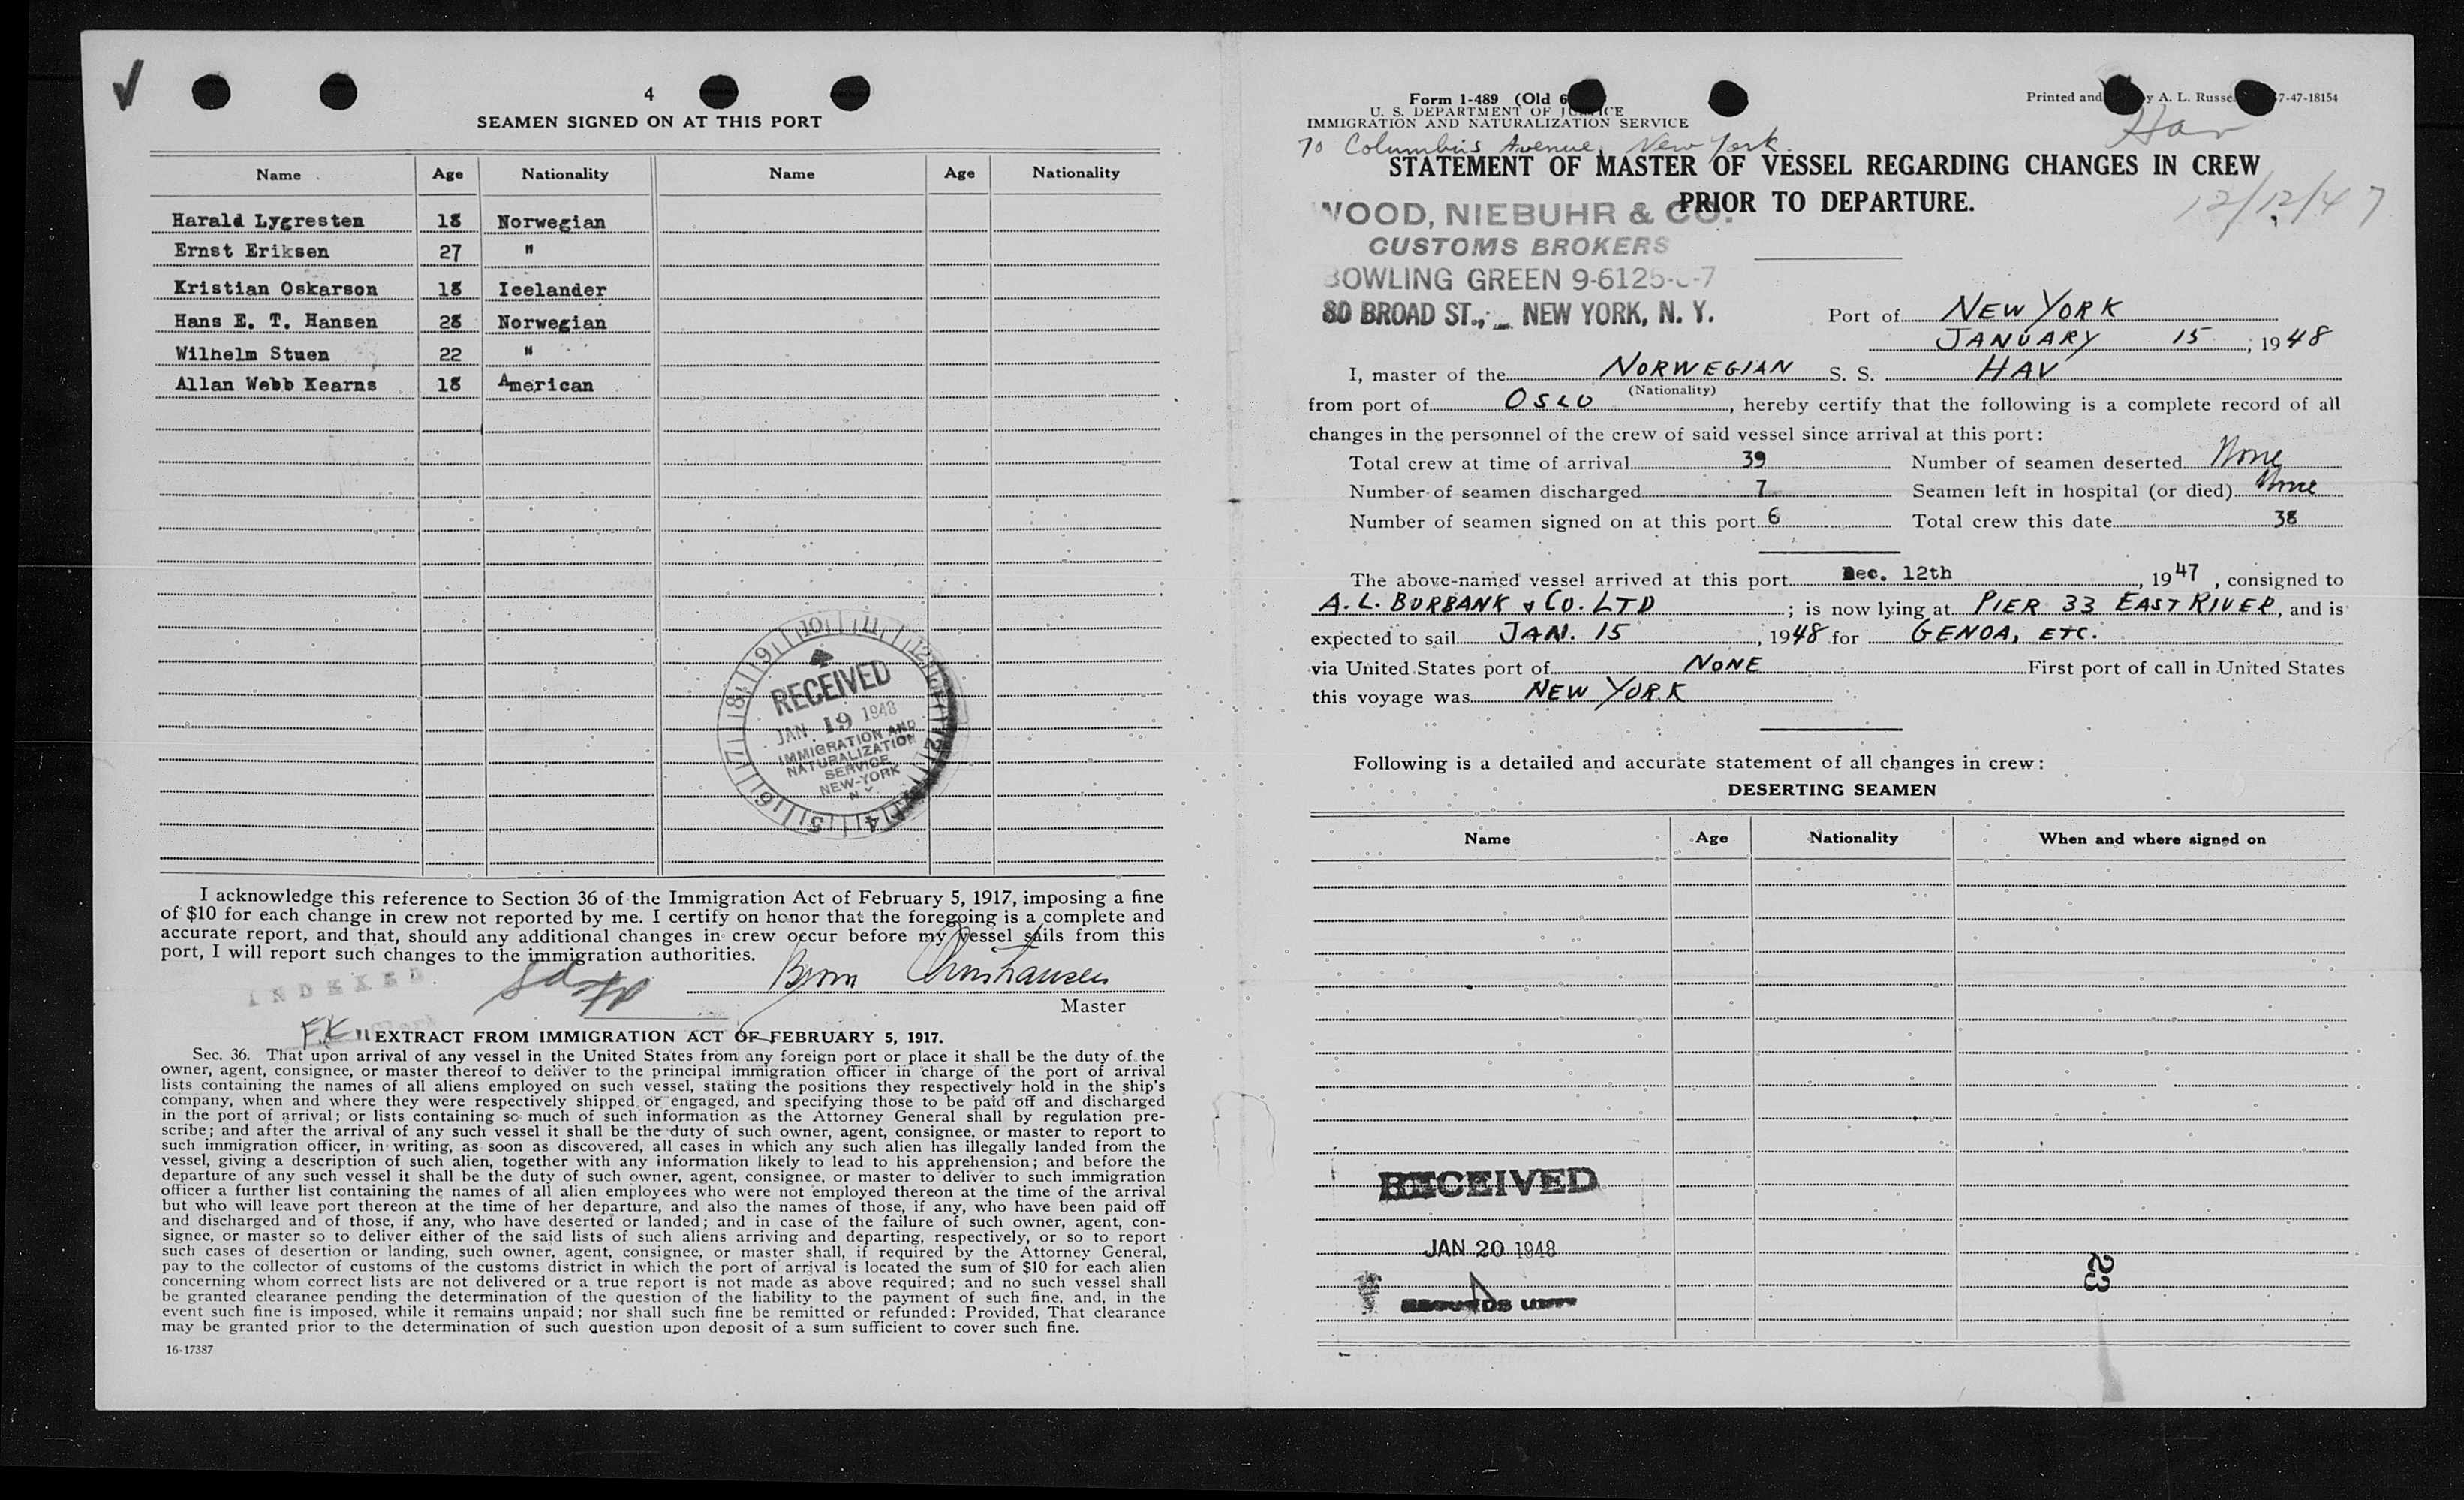 4
SEAMEN SIGNED ON AT THIS PORT
Name Age Nationality Name Age Nationality
Harald Lygresten 18 Norwegian
Ernst Eriksen 27 "
Kristian Oskarson 18 Icelander
Hans E. T. Hansen 28 Norwegian
Wilhelm Stuen 22 "
Allan Webb Kearns 18 American
10 11 12 2 4 5 6 7 8 9
RECEIVED
JAN. 19 1948
IMMIGRATION AND
NATURALIZATION
SERVICE
NEW-YORK
N Y
I acknowledge this reference to Section 36 of the Immigration Act of February 5, 1917, imposing a fine
of $10 for each change in crew not reported by me. I certify on honor that the foregoing is a complete and
accurate report, and that, should any additional changes in crew occur before my vessel sails from this
port, I will report such changes to the immigration authorities.
INDEXED
Master
F.K.
EXTRACT FROM IMMIGRATION ACT OF FEBRUARY 5, 1917.
Sec. 36. That upon arrival of any vessel in the United States from any foreign port or place it shall be the duty of the
owner, agent, consignee, or master thereof to deliver to the principal immigration officer in charge of the port of arrival
lists containing the names of all aliens employed on such vessel, stating the positions they respectively hold in the ship's
company, when and where they were respectively shipped or engaged, and specifying those to be paid off and discharged
in the port of arrival; or lists containing so much of such information as the Attorney General shall by regulation pre-
scribe; and after the arrival of any such vessel it shall be the duty of such owner, agent, consignee, or master to report to
such immigration officer, in writing, as soon as discovered, all cases in which any such alien has illegally landed from the
vessel, giving a description of such alien, together with any information likely to lead to his apprehension; and before the
departure of any such vessel it shall be the duty of such owner, agent, consignee, or master to deliver to such immigration
officer a further list containing the names of all alien employees who were not employed thereon at the time of the arrival
but who will leave port thereon at the time of her departure, and also the names of those, if any, who have been paid off
and discharged and of those, if any, who have deserted or landed; and in case of the failure of such owner, agent, con-
signee, or master so to deliver either of the said lists of such aliens arriving and departing, respectively, or so to report
such cases of desertion or landing, such owner, agent, consignee, or master shall, if required by the Attorney General,
pay to the collector of customs of the customs district in which the port of arrival is located the sum of $10 for each alien
concerning whom correct lists are not delivered or a true report is not made as above required; and no such vessel shall
be granted clearance pending the determination of the question of the liability to the payment of such fine, and, in the
event such fine is imposed, while it remains unpaid; nor shall such fine be remitted or refunded: Provided, That clearance
may be granted prior to the determination of such question upon deposit of a sum sufficient to cover such fine.
16-17387
Form 1-489 (Old 6
U. S. DEPARTMENT OF JUSTICE
IMMIGRATION AND NATURALIZATION SERVICE
70 Columbus Avenue, New York.
Printed and y A. L. Russe 7-47-18154
Hav
STATEMENT OF MASTER OF VESSEL REGARDING CHANGES IN CREW
PRIOR TO DEPARTURE.
12/12/47
WOOD, NIEBUHR & CO.
CUSTOMS BROKERS
BOWLING GREEN 9-6125-6-7
80 BROAD ST., NEW YORK, N. Y.
Port of NEW YORK
JANUARY 15, 1948
I, master of the NORWEGIAN S. S. HAV
(Nationality)
from port of OSLO, hereby certify that the following is a complete record of all
changes in the personnel of the crew of said vessel since arrival at this port:
Total crew at time of arrival 39 Number of seamen deserted None
Number of seamen discharged 7 Seamen left in hospital (or died) None
Number of seamen signed on at this port 6 Total crew this date 38
The above-named vessel arrived at this port Dec. 12th, 1947, consigned to
A. L. BURBANK & CO. LTD; is now lying at PIER 33 EAST RIVER, and is
expected to sail JAN. 15, 1948 for GENOA, ETC.
via United States port of NONE First port of call in United States
this voyage was NEW YORK
Following is a detailed and accurate statement of all changes in crew:
DESERTING SEAMEN
Name Age Nationality When and where signed on
RECEIVED
JAN 20 1948
23